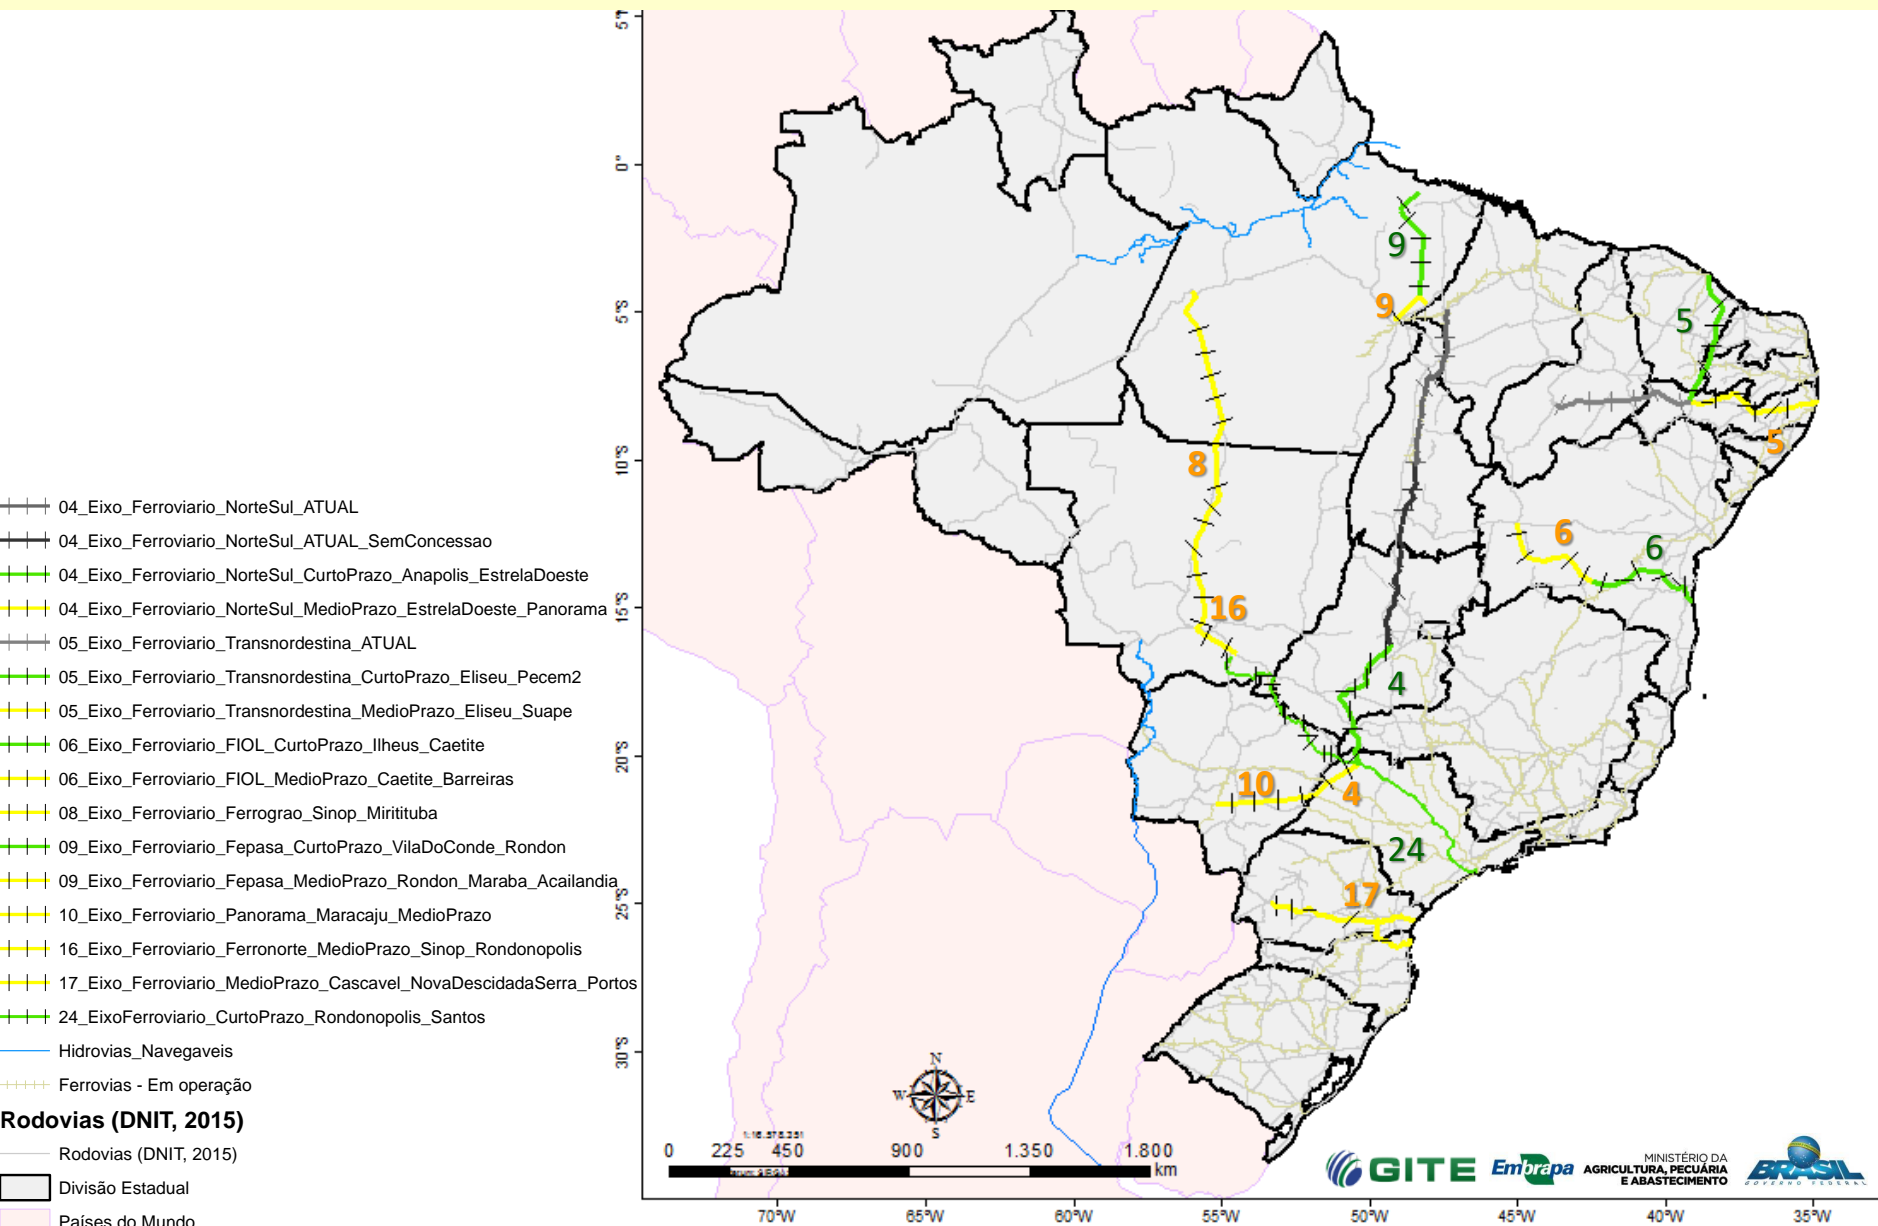 04_Eixo_Ferroviario_NorteSul_ATUAL
04_Eixo_Ferroviario_NorteSul_ATUAL_SemConcessao
04_Eixo_Ferroviario_NorteSul_CurtoPrazo_Anapolis_EstrelaDoeste
04_Eixo_Ferroviario_NorteSul_MedioPrazo_EstrelaDoeste_Panorama
05_Eixo_Ferroviario_Transnordestina_ATUAL
05_Eixo_Ferroviario_Transnordestina_CurtoPrazo_Eliseu_Pecem2
05_Eixo_Ferroviario_Transnordestina_MedioPrazo_Eliseu_Suape
06_Eixo_Ferroviario_FIOL_CurtoPrazo_Ilheus_Caetite
06_Eixo_Ferroviario_FIOL_MedioPrazo_Caetite_Barreiras
08_Eixo_Ferroviario_Ferrograo_Sinop_Miritituba
09_Eixo_Ferroviario_Fepasa_CurtoPrazo_VilaDoConde_Rondon
09_Eixo_Ferroviario_Fepasa_MedioPrazo_Rondon_Maraba_Acailandia
10_Eixo_Ferroviario_Panorama_Maracaju_MedioPrazo
16_Eixo_Ferroviario_Ferronorte_MedioPrazo_Sinop_Rondonopolis
17_Eixo_Ferroviario_MedioPrazo_Cascavel_NovaDescidadaSerra_Portos
24_EixoFerroviario_CurtoPrazo_Rondonopolis_Santos
Hidrovias_Navegaveis
Ferrovias - Em operação
Rodovias (DNIT, 2015)
Rodovias (DNIT, 2015)
Divisão Estadual
Países do Mundo
0°
5°S
10°S
15°S
20°S
25°S
30°S
9
9
5
5
8
6
6
16
4
10
4
24
17
N
W E
S
0 225 450 900 1.350 1.800
km
GITE
Embrapa
MINISTÉRIO DA
AGRICULTURA, PECUÁRIA
E ABASTECIMENTO
BRASIL
GOVERNO FEDERAL
70°W 65°W 60°W 55°W 50°W 45°W 40°W 35°W